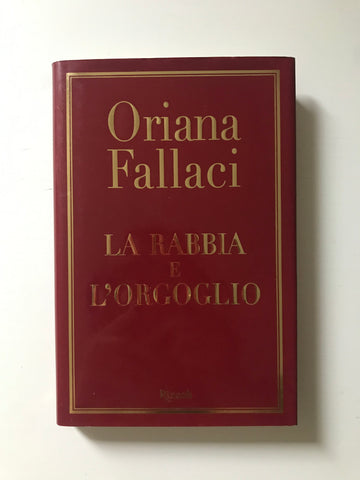 Oriana
Fallaci
LA RABBIA
E
L'ORGOGLIO
Rizzoli